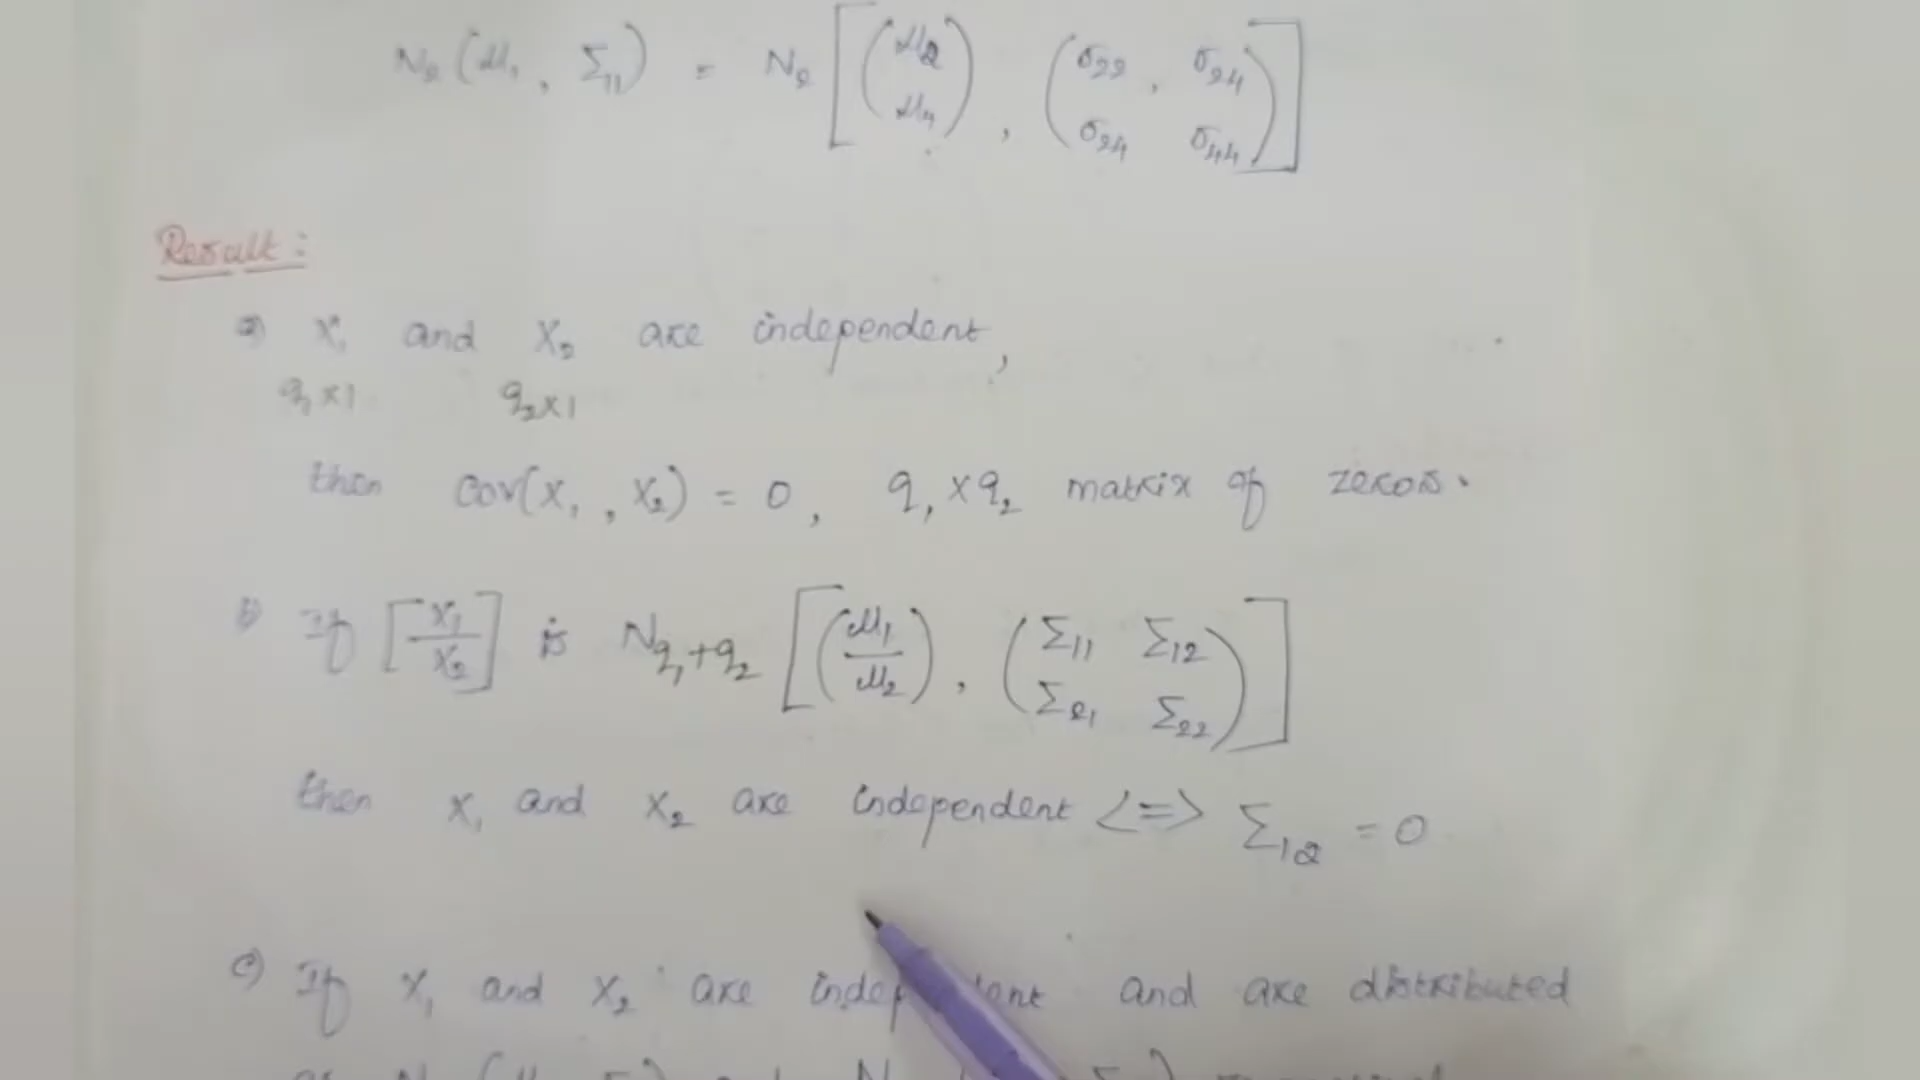 N₂ (μ₁ , Σ₁₁) = N₂ [ ( μ₂ μ₄ ) , ( σ₂₂ , σ₂₄ σ₂₄ σ₄₄ ) ]
Result :
a) X₁ and X₂ are independent,
q₁×1 q₂×1
then cov(X₁ , X₂) = 0 , q₁ × q₂ matrix of zeros.
b) If [ X₁ / X₂ ] is N q₁+q₂ [ ( μ₁ / μ₂ ) , ( Σ₁₁ Σ₁₂ Σ₂₁ Σ₂₂ ) ]
then X₁ and X₂ are independent <=> Σ₁₂ = 0
c) If X₁ and X₂ are indep dent and are distributed